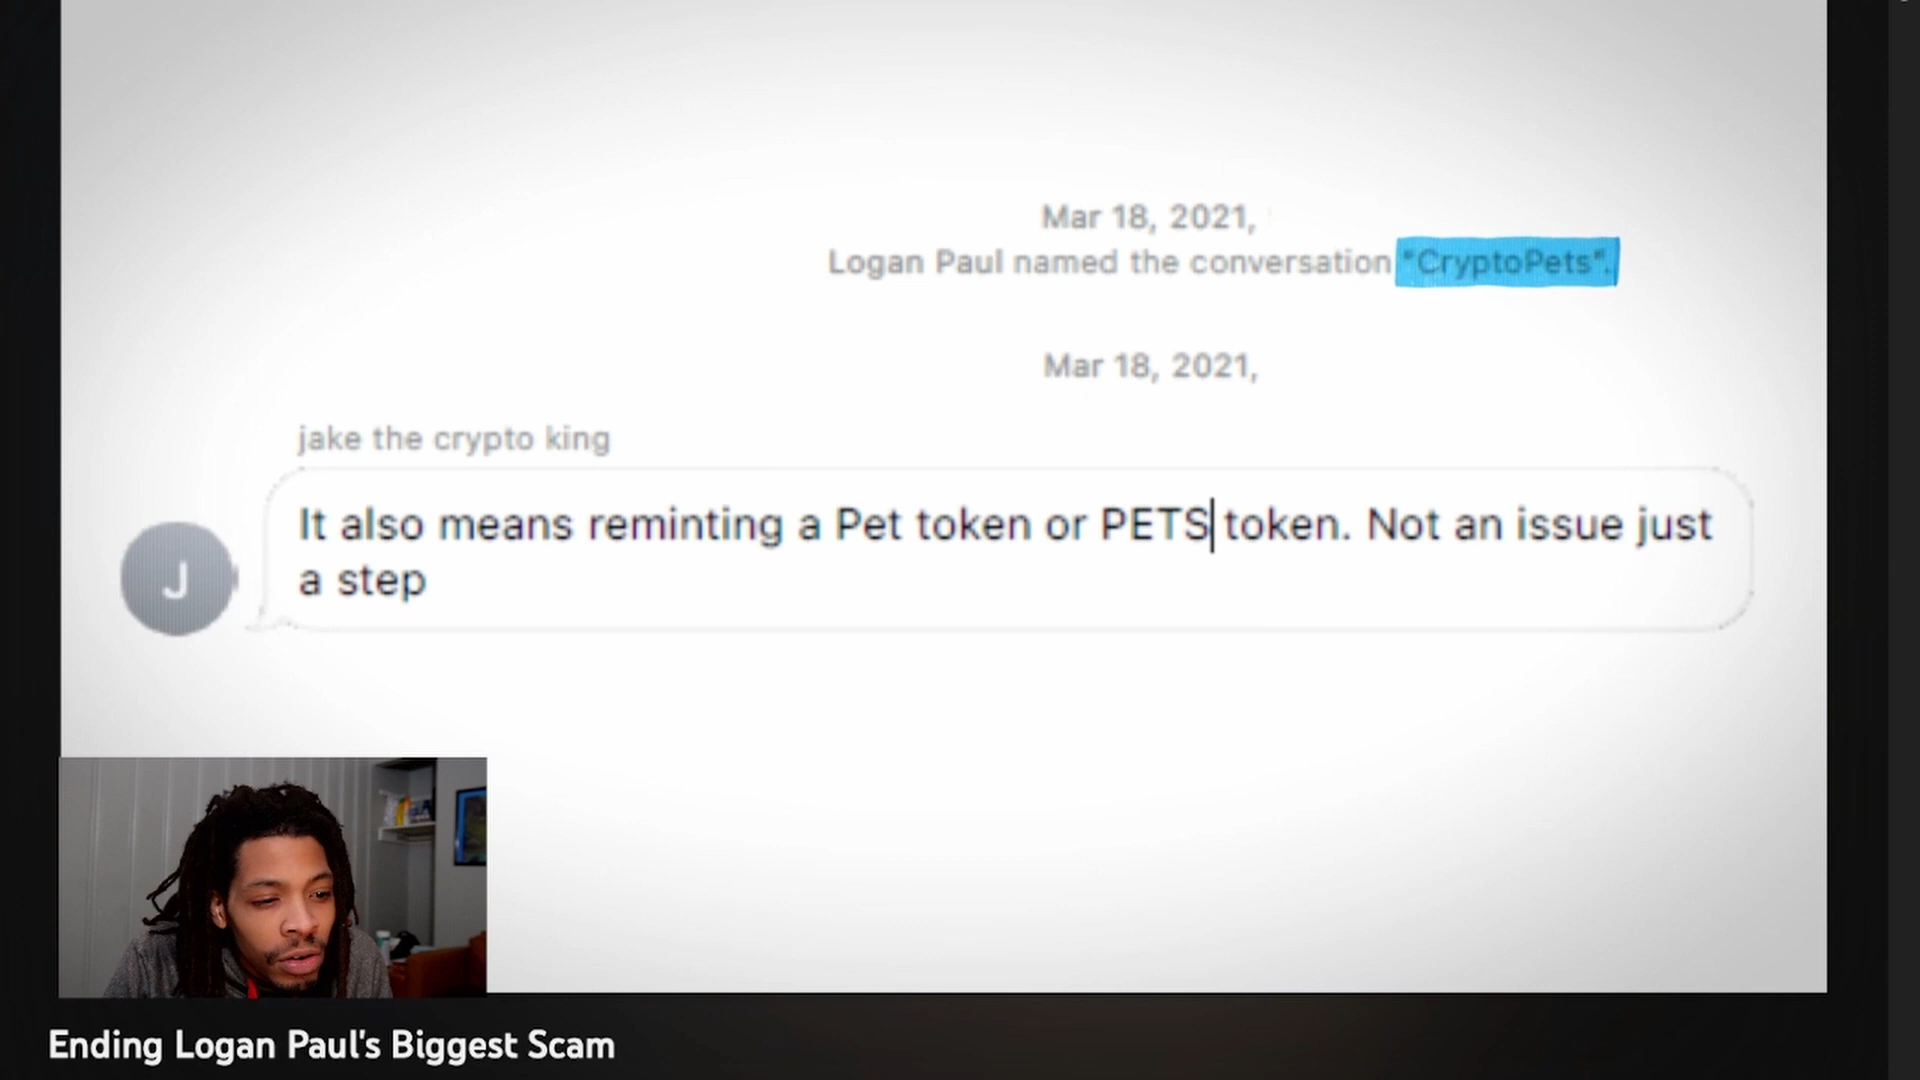 Mar 18, 2021,
Logan Paul named the conversation "CryptoPets".
Mar 18, 2021,
jake the crypto king
It also means reminting a Pet token or PETS token. Not an issue just
a step
J
Ending Logan Paul's Biggest Scam